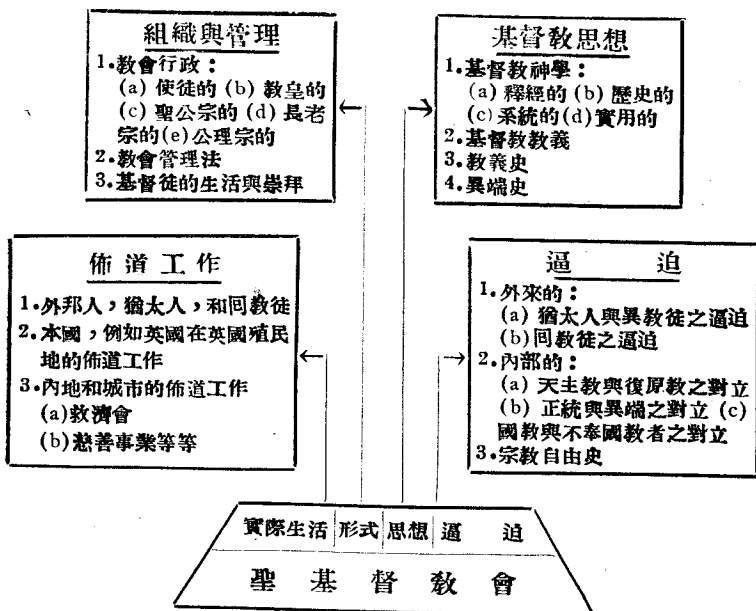 組織與管理
1.教會行政：
(a) 使徒的 (b) 教皇的
(c) 聖公宗的 (d) 長老
宗的(e)公理宗的
2.教會管理法
3.基督徒的生活與崇拜
基督教思想
1.基督教神學：
(a) 釋經的 (b) 歷史的
(c) 系統的 (d) 實用的
2.基督教教義
3.教義史
4.異端史
佈道工作
1.外邦人，猶太人，和囘教徒
2.本國，例如英國在英國殖民
地的佈道工作
3.內地和城市的佈道工作
(a)救濟會
(b)慈善事業等等
逼迫
1.外來的：
(a) 猶太人與異教徒之逼迫
(b)囘教徒之逼迫
2.內部的：
(a) 天主教與復原教之對立
(b) 正統與異端之對立 (c)
國教與不奉國教者之對立
3.宗教自由史
實際生活 形式 思想 逼迫
聖基督教會